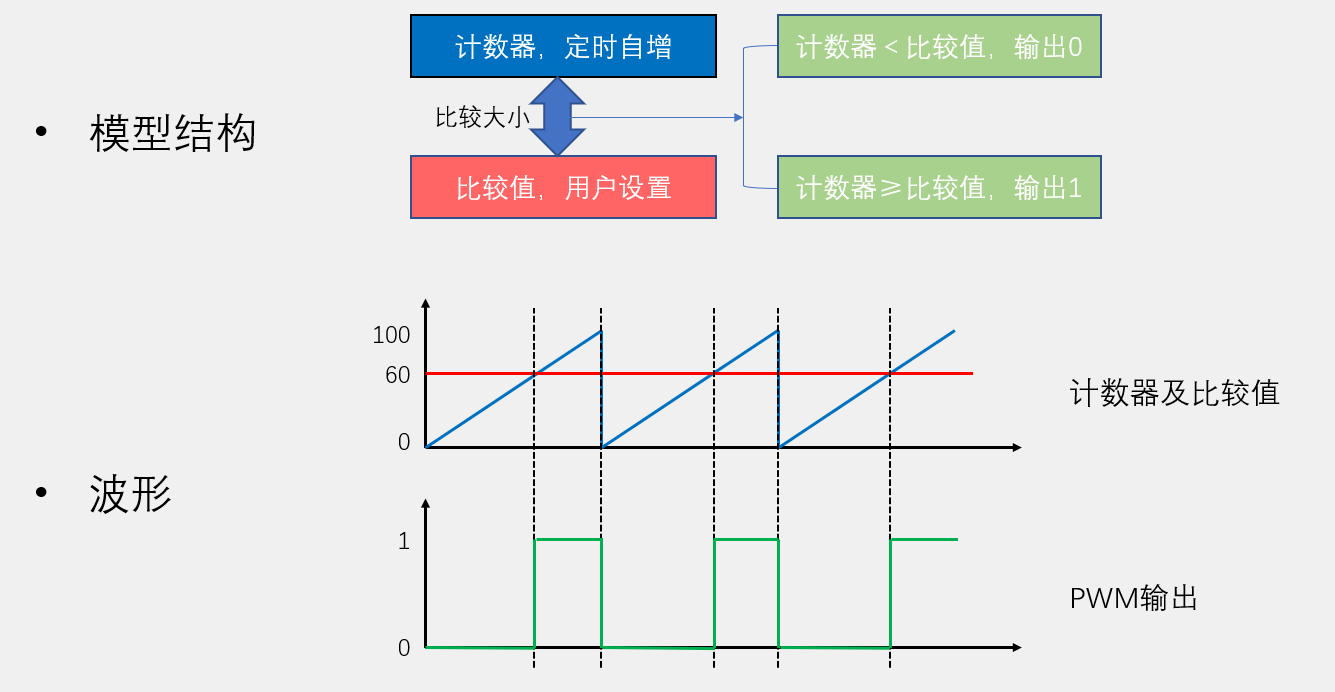 计数器，定时自增
计数器＜比较值，输出0
比较大小
• 模型结构
比较值，用户设置
计数器≥比较值，输出1
100
60
计数器及比较值
0
• 波形
1
PWM输出
0